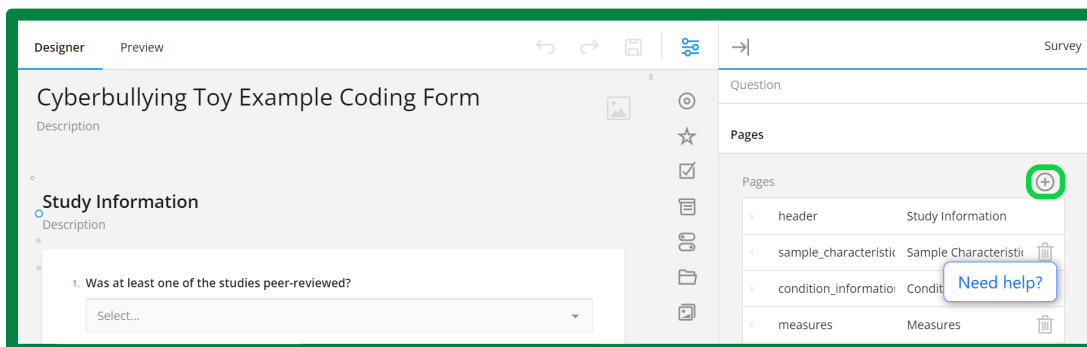 Designer Preview Survey
Question
Cyberbullying Toy Example Coding Form
Description
Pages
Pages
Study Information
Description
header Study Information
sample_characteristic Sample Characteristic
Need help?
condition_information Condit
measures Measures
1. Was at least one of the studies peer-reviewed?
Select...